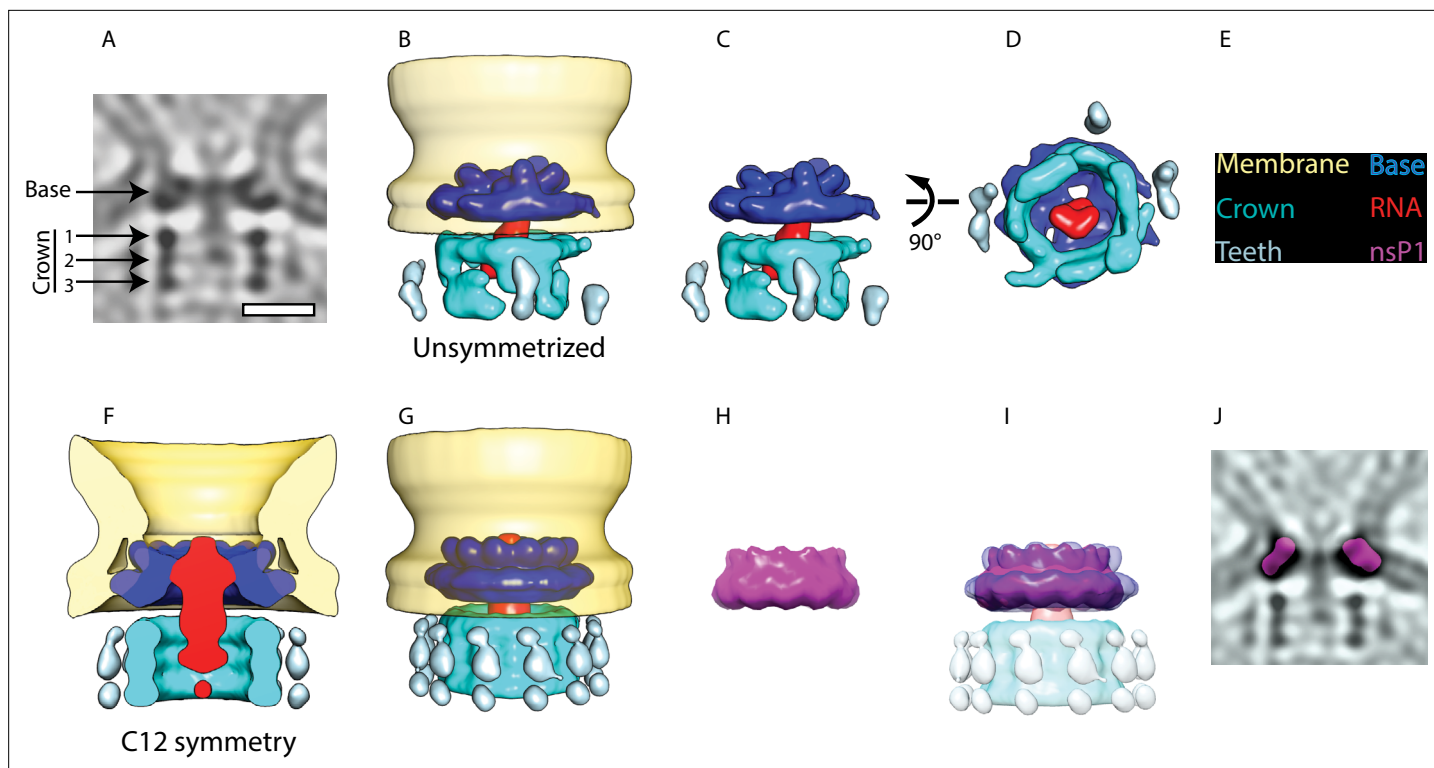 A
B
C
D
E
Base
Crown
1
2
3
90°
Membrane Base
Crown RNA
Teeth nsP1
Unsymmetrized
F
G
H
I
J
C12 symmetry